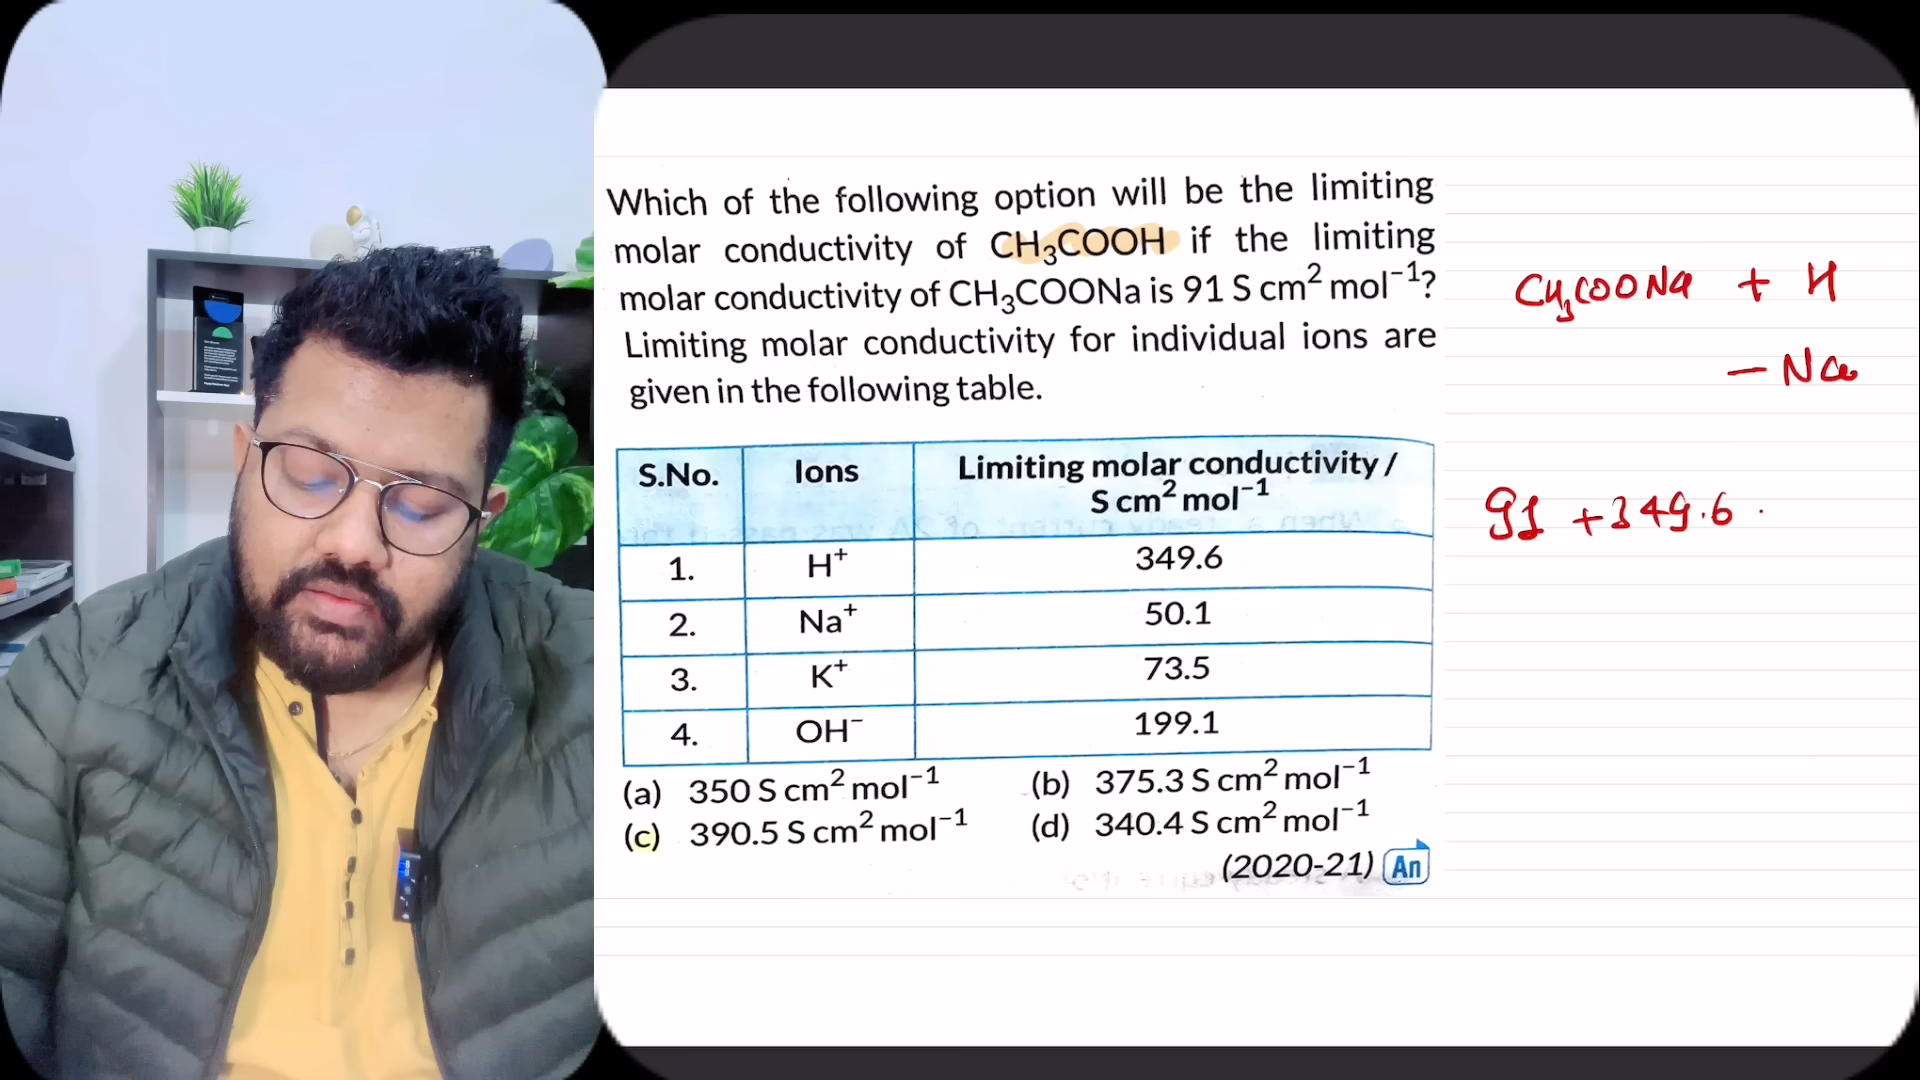 Which of the following option will be the limiting
molar conductivity of CH₃COOH if the limiting
molar conductivity of CH₃COONa is 91 S cm² mol⁻¹?
Limiting molar conductivity for individual ions are
given in the following table.
S.No. Ions Limiting molar conductivity /
S cm² mol⁻¹
1. H⁺ 349.6
2. Na⁺ 50.1
3. K⁺ 73.5
4. OH⁻ 199.1
(a) 350 S cm² mol⁻¹ (b) 375.3 S cm² mol⁻¹
(c) 390.5 S cm² mol⁻¹ (d) 340.4 S cm² mol⁻¹
(2020-21) An
CH₃COONa + H
− Na
91 + 349.6 .